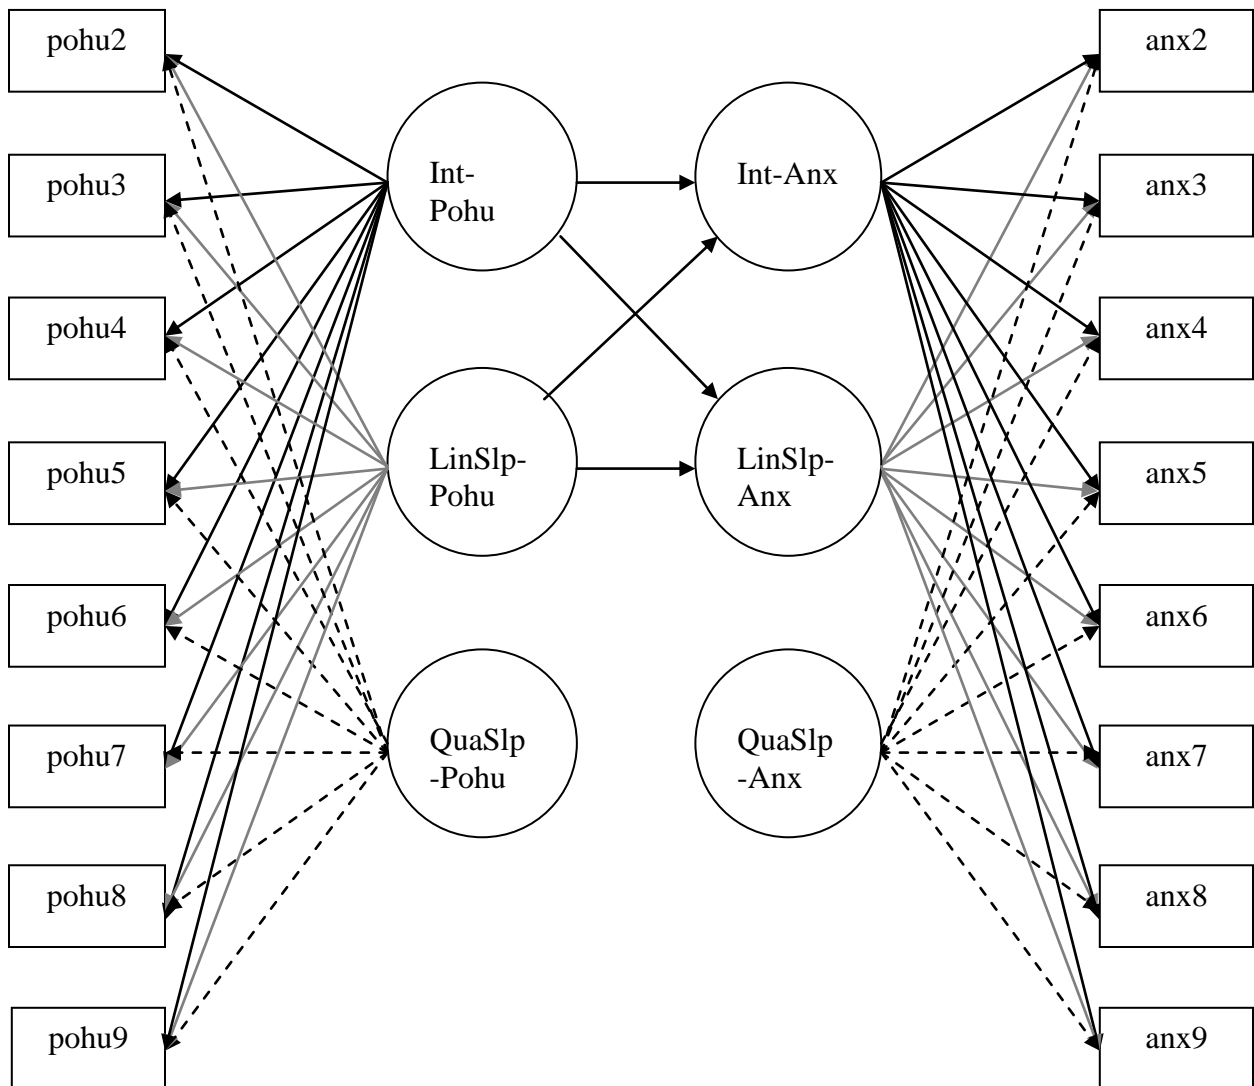 pohu2
anx2
Int-
Pohu
Int-Anx
pohu3
anx3
pohu4
anx4
LinSlp-
Pohu
LinSlp-
Anx
pohu5
anx5
pohu6
anx6
QuaSlp
-Pohu
QuaSlp
-Anx
pohu7
anx7
pohu8
anx8
pohu9
anx9